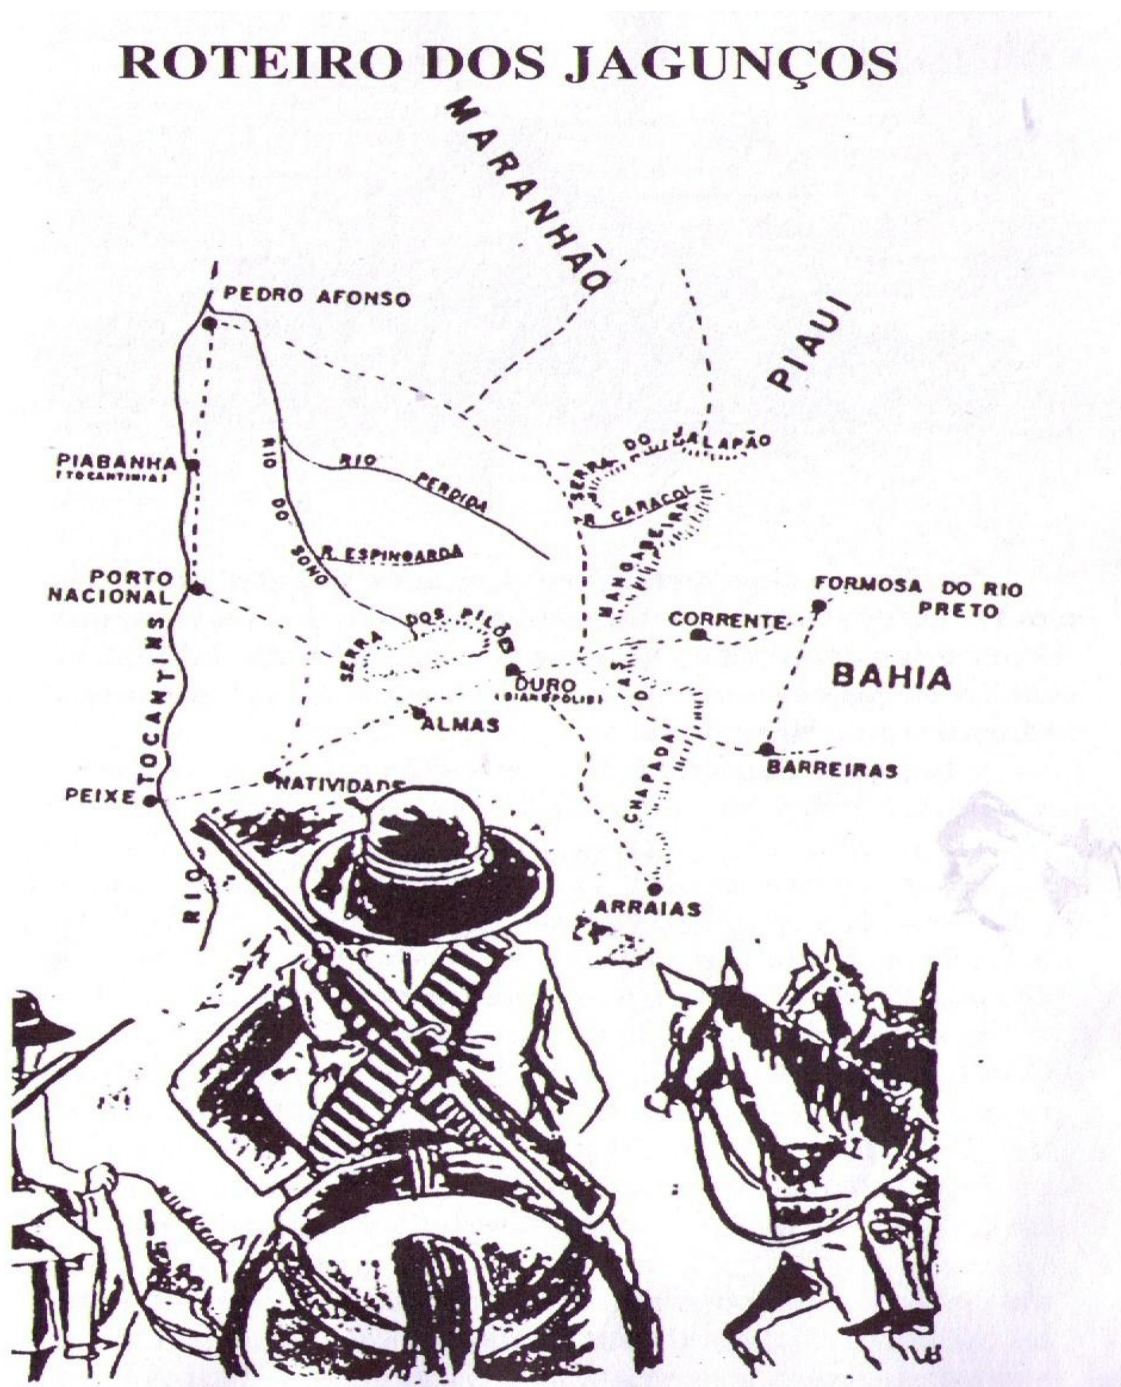 ROTEIRO DOS JAGUNÇOS
MARANHÃO
PIAUI
PEDRO AFONSO
SERRA DO JALAPÃO
PIABANHA
(TOCANTINIA)
RIO DO SONO
RIO PERDIDA
R. CARACOL
R. ESPINGARDA
MANGABEIRA
PORTO
NACIONAL
FORMOSA DO RIO
PRETO
CORRENTE
SERRA DOS PILÕES
BAHIA
DURO
(DIANÓPOLIS)
DAS
ALMAS
CHAPADA
BARREIRAS
NATIVIDADE
PEIXE
RIO TOCANTINS
ARRAIAS